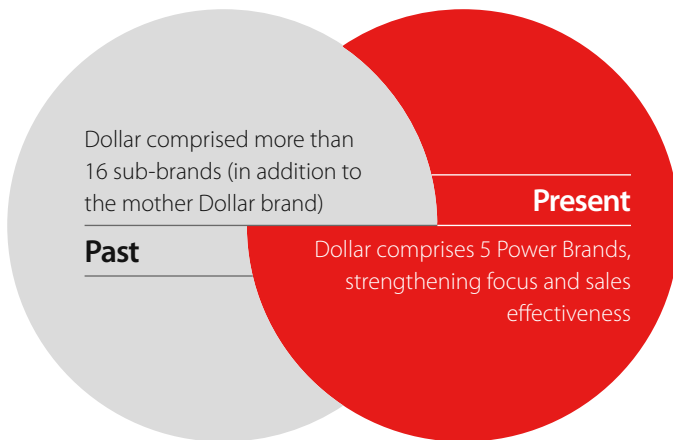 Dollar comprised more than
16 sub-brands (in addition to
the mother Dollar brand)
Past
Present
Dollar comprises 5 Power Brands,
strengthening focus and sales
effectiveness